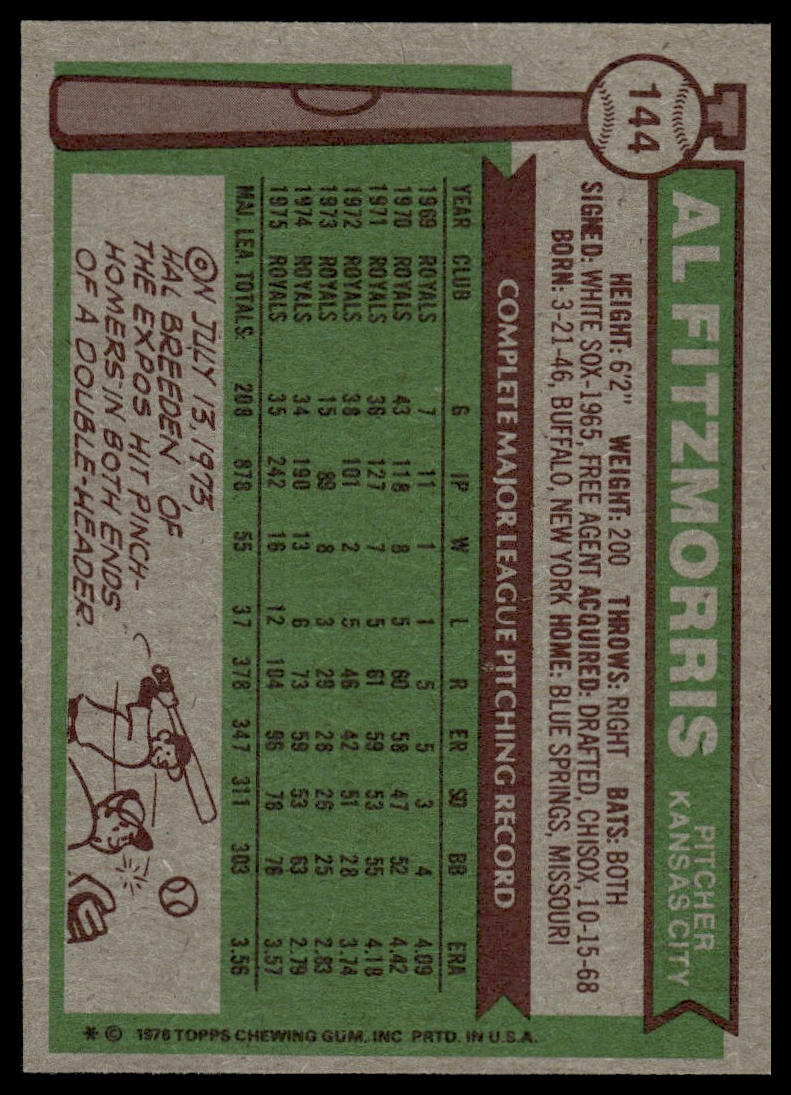 144
AL FITZMORRIS
PITCHER
KANSAS CITY
HEIGHT: 6'2" WEIGHT: 200 THROWS: RIGHT BATS: BOTH
SIGNED: WHITE SOX-1965, FREE AGENT ACQUIRED: DRAFTED, CHISOX, 10-15-68
BORN: 3-21-46, BUFFALO, NEW YORK HOME: BLUE SPRINGS, MISSOURI
COMPLETE MAJOR LEAGUE PITCHING RECORD
YEAR CLUB G IP W L R ER SO BB ERA
1969 ROYALS 7 11 1 1 5 5 3 4 4.09
1970 ROYALS 43 118 8 5 60 58 47 52 4.42
1971 ROYALS 36 127 7 5 61 59 53 55 4.18
1972 ROYALS 38 101 2 5 46 42 51 28 3.74
1973 ROYALS 15 89 8 3 29 28 26 25 2.83
1974 ROYALS 34 190 13 6 73 59 53 63 2.79
1975 ROYALS 35 242 16 12 104 96 78 76 3.57
MAJ. LEA. TOTALS: 208 878 55 37 378 347 311 303 3.56
ON JULY 13, 1973,
HAL BREEDEN, OF
THE EXPOS HIT PINCH-
HOMERS IN BOTH ENDS
OF A DOUBLE-HEADER.
* © 1976 TOPPS CHEWING GUM, INC PRTD. IN U.S.A.